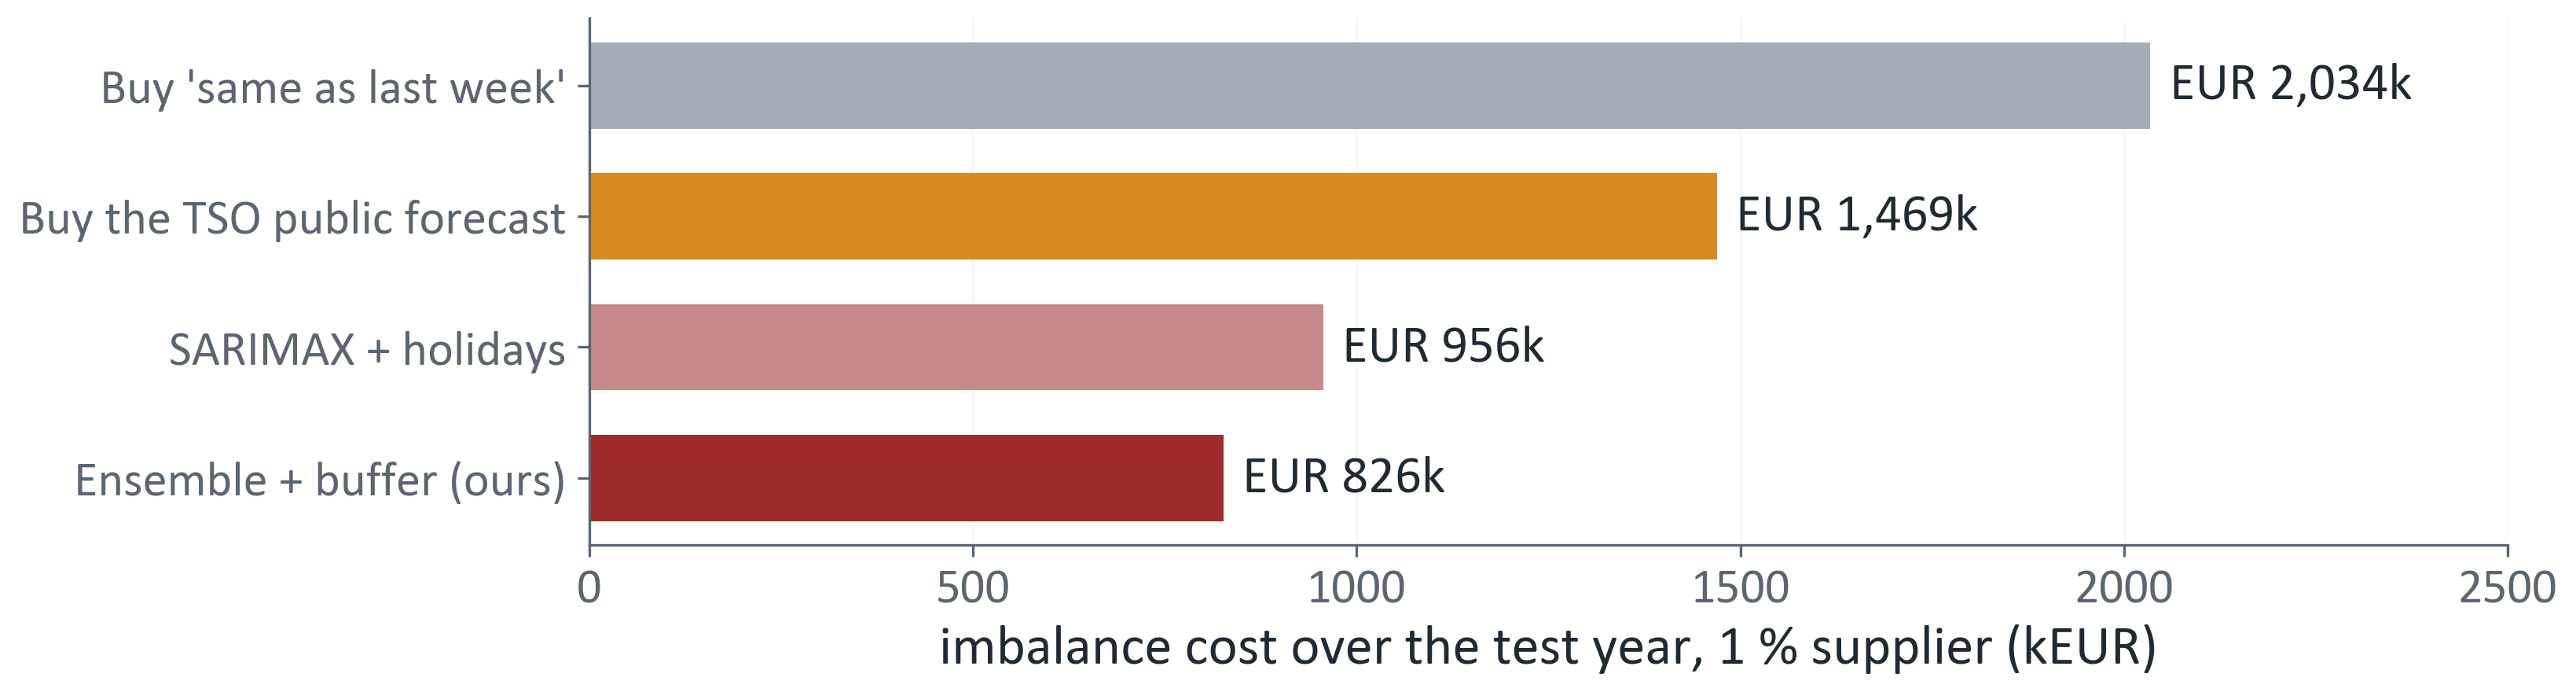 Buy 'same as last week'
EUR 2,034k
Buy the TSO public forecast
EUR 1,469k
SARIMAX + holidays
EUR 956k
Ensemble + buffer (ours)
EUR 826k
0 500 1000 1500 2000 2500
imbalance cost over the test year, 1 % supplier (kEUR)